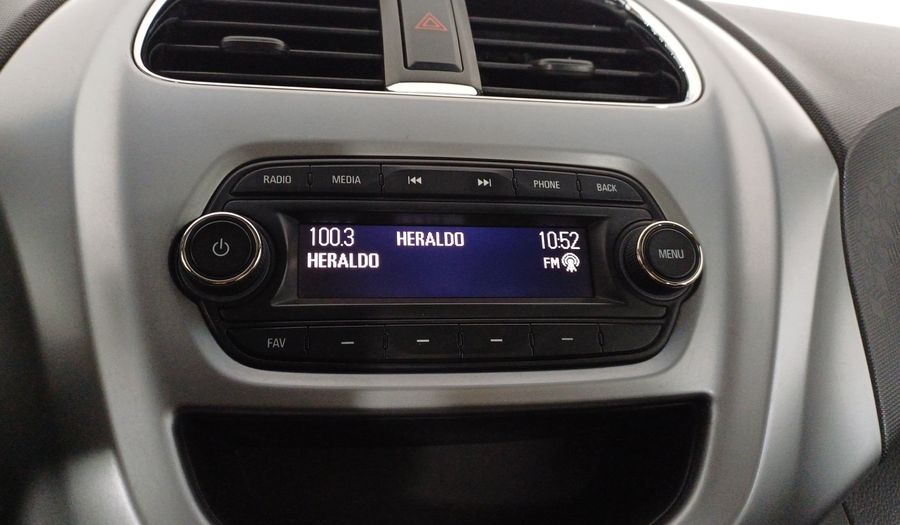 RADIO MEDIA PHONE BACK
100.3 HERALDO 10:52
HERALDO FM
MENU
FAV